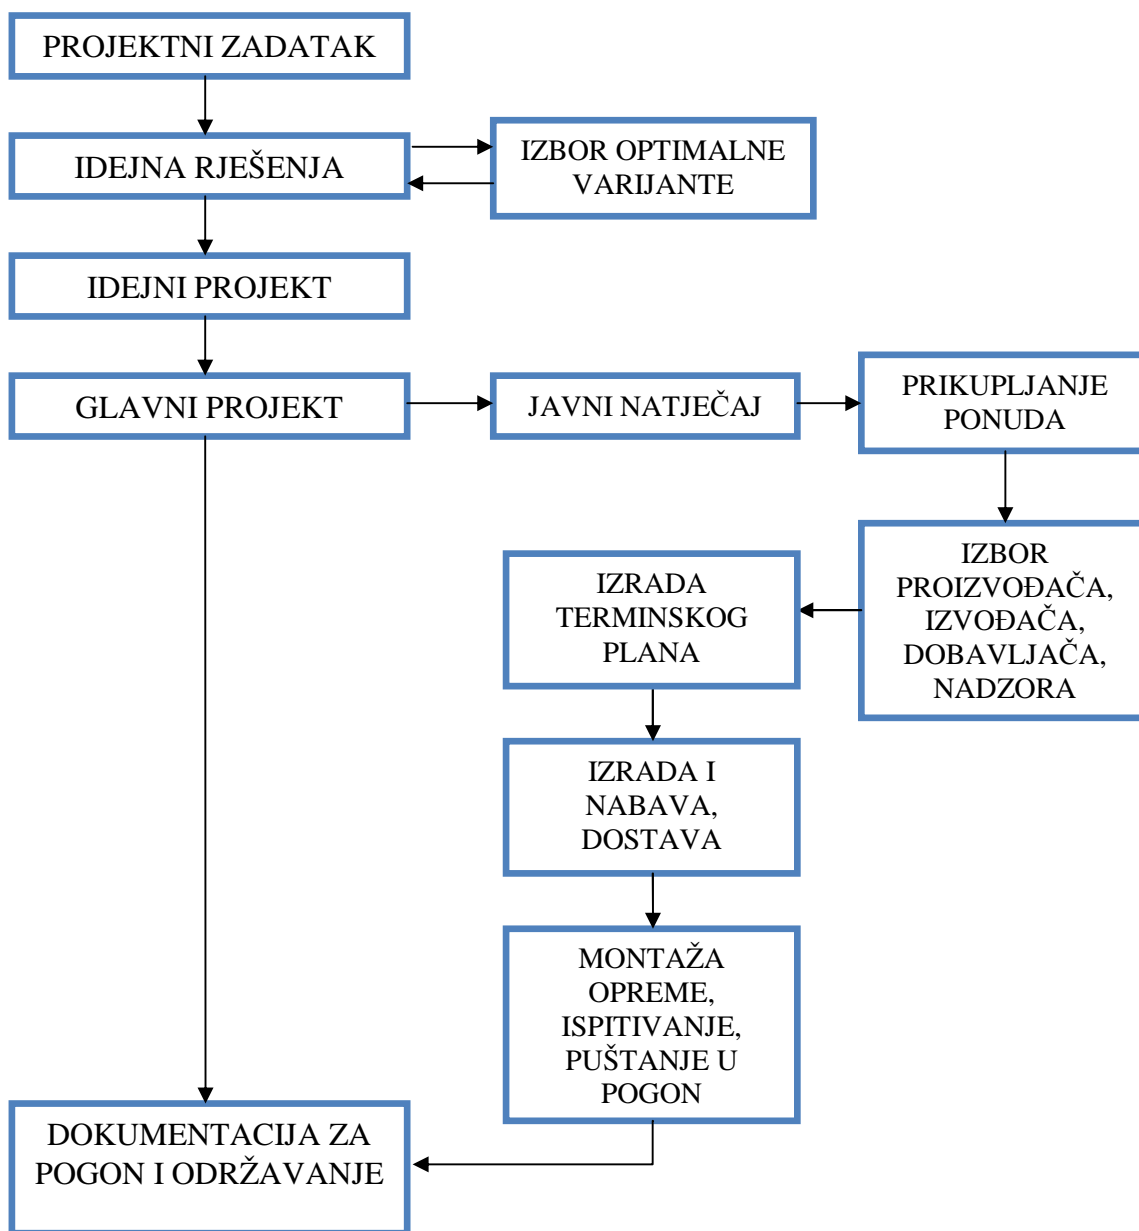 PROJEKTNI ZADATAK
IDEJNA RJEŠENJA
IZBOR OPTIMALNE
VARIJANTE
IDEJNI PROJEKT
GLAVNI PROJEKT
JAVNI NATJEČAJ
PRIKUPLJANJE
PONUDA
IZBOR
PROIZVOĐAČA,
IZVOĐAČA,
DOBAVLJAČA,
NADZORA
IZRADA
TERMINSKOG
PLANA
IZRADA I
NABAVA,
DOSTAVA
MONTAŽA
OPREME,
ISPITIVANJE,
PUŠTANJE U
POGON
DOKUMENTACIJA ZA
POGON I ODRŽAVANJE